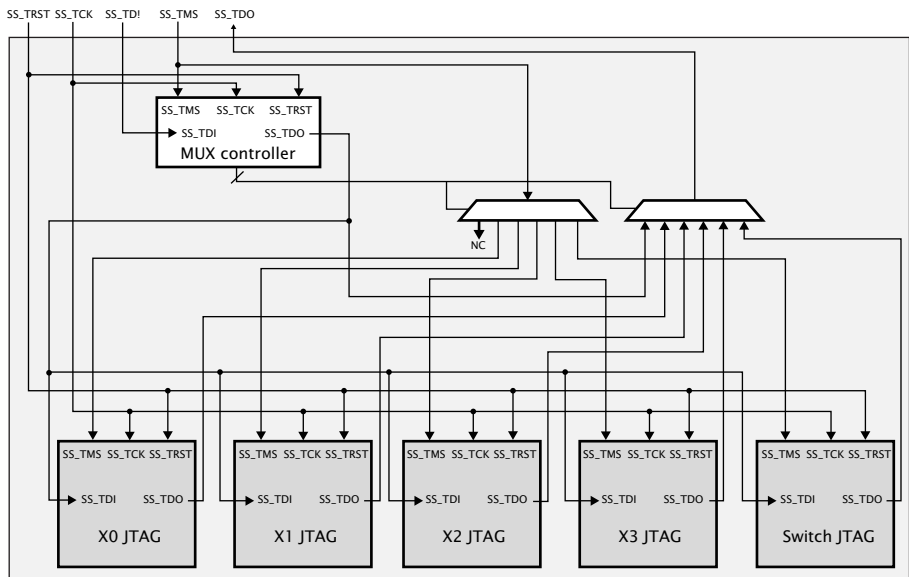 SS_TRST SS_TCK SS_TD! SS_TMS SS_TDO
SS_TMS SS_TCK SS_TRST
SS_TDI SS_TDO
MUX controller
NC
SS_TMS SS_TCK SS_TRST
SS_TDI SS_TDO
X0 JTAG
SS_TMS SS_TCK SS_TRST
SS_TDI SS_TDO
X1 JTAG
SS_TMS SS_TCK SS_TRST
SS_TDI SS_TDO
X2 JTAG
SS_TMS SS_TCK SS_TRST
SS_TDI SS_TDO
X3 JTAG
SS_TMS SS_TCK SS_TRST
SS_TDI SS_TDO
Switch JTAG